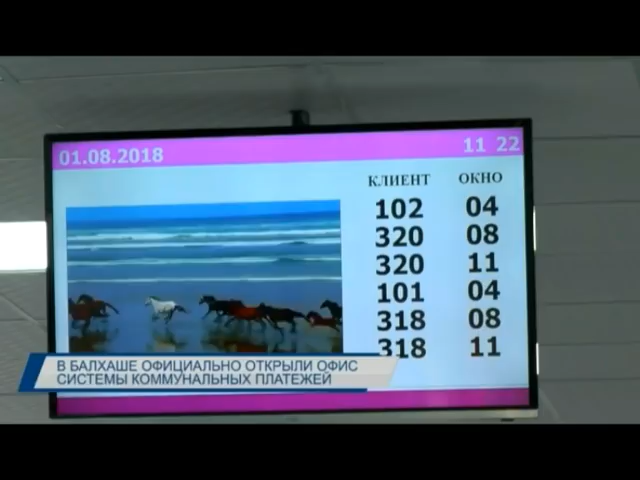 01.08.2018 11 22
КЛИЕНТ ОКНО
102 04
320 08
320 11
101 04
318 08
318 11
В БАЛХАШЕ ОФИЦИАЛЬНО ОТКРЫЛИ ОФИС
СИСТЕМЫ КОММУНАЛЬНЫХ ПЛАТЕЖЕЙ